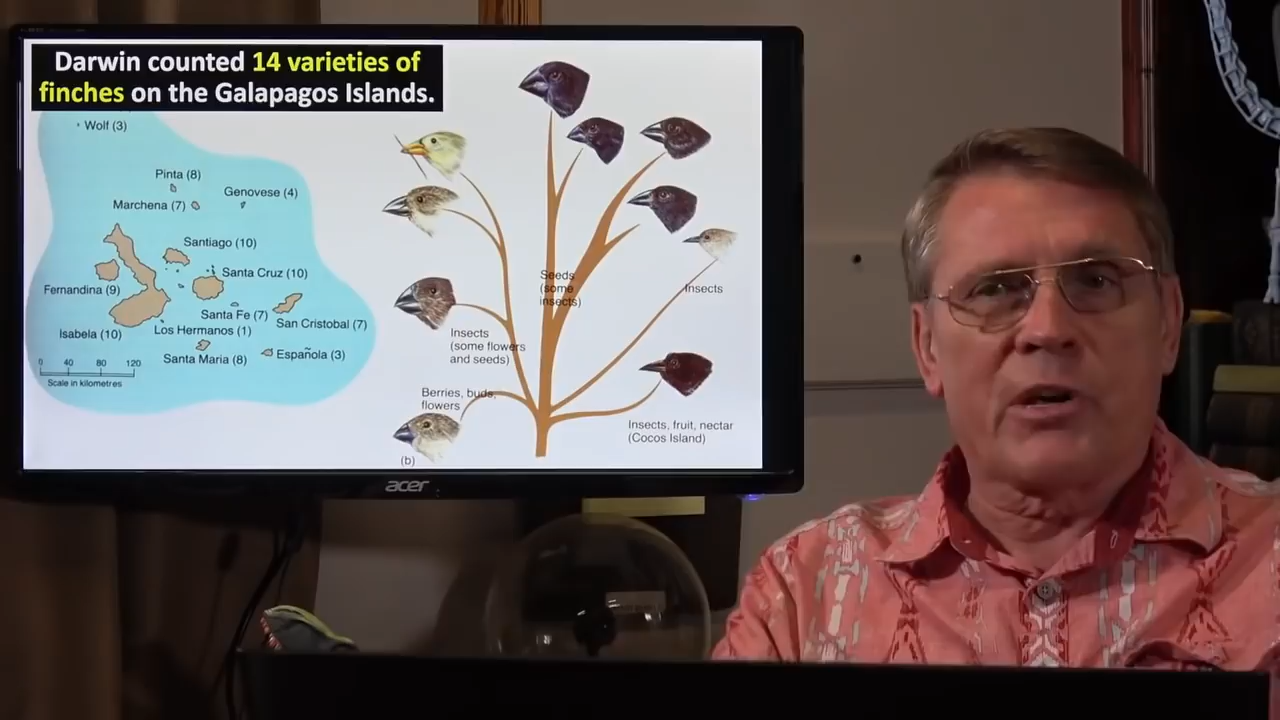 Darwin counted 14 varieties of
finches on the Galapagos Islands.
Wolf (3)
Pinta (8)
Genovese (4)
Marchena (7)
Santiago (10)
Santa Cruz (10)
Fernandina (9)
Santa Fe (7)
San Cristobal (7)
Los Hermanos (1)
Isabela (10)
Santa Maria (8)
Española (3)
0 40 80 120
Scale in kilometres
Seeds
(some
insects)
Insects
Insects
(some flowers
and seeds)
Berries, buds,
flowers
Insects, fruit, nectar
(Cocos Island)
(b)
acer